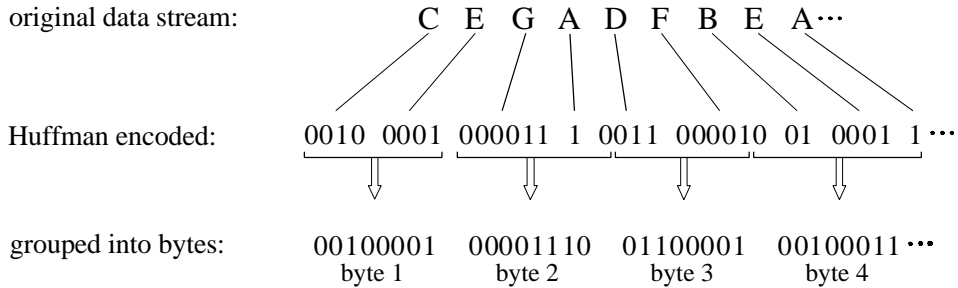 original data stream: C E G A D F B E A •••
Huffman encoded: 0010 0001 000011 1 0011 000010 01 0001 1 •••
grouped into bytes: 00100001 00001110 01100001 00100011 •••
byte 1 byte 2 byte 3 byte 4